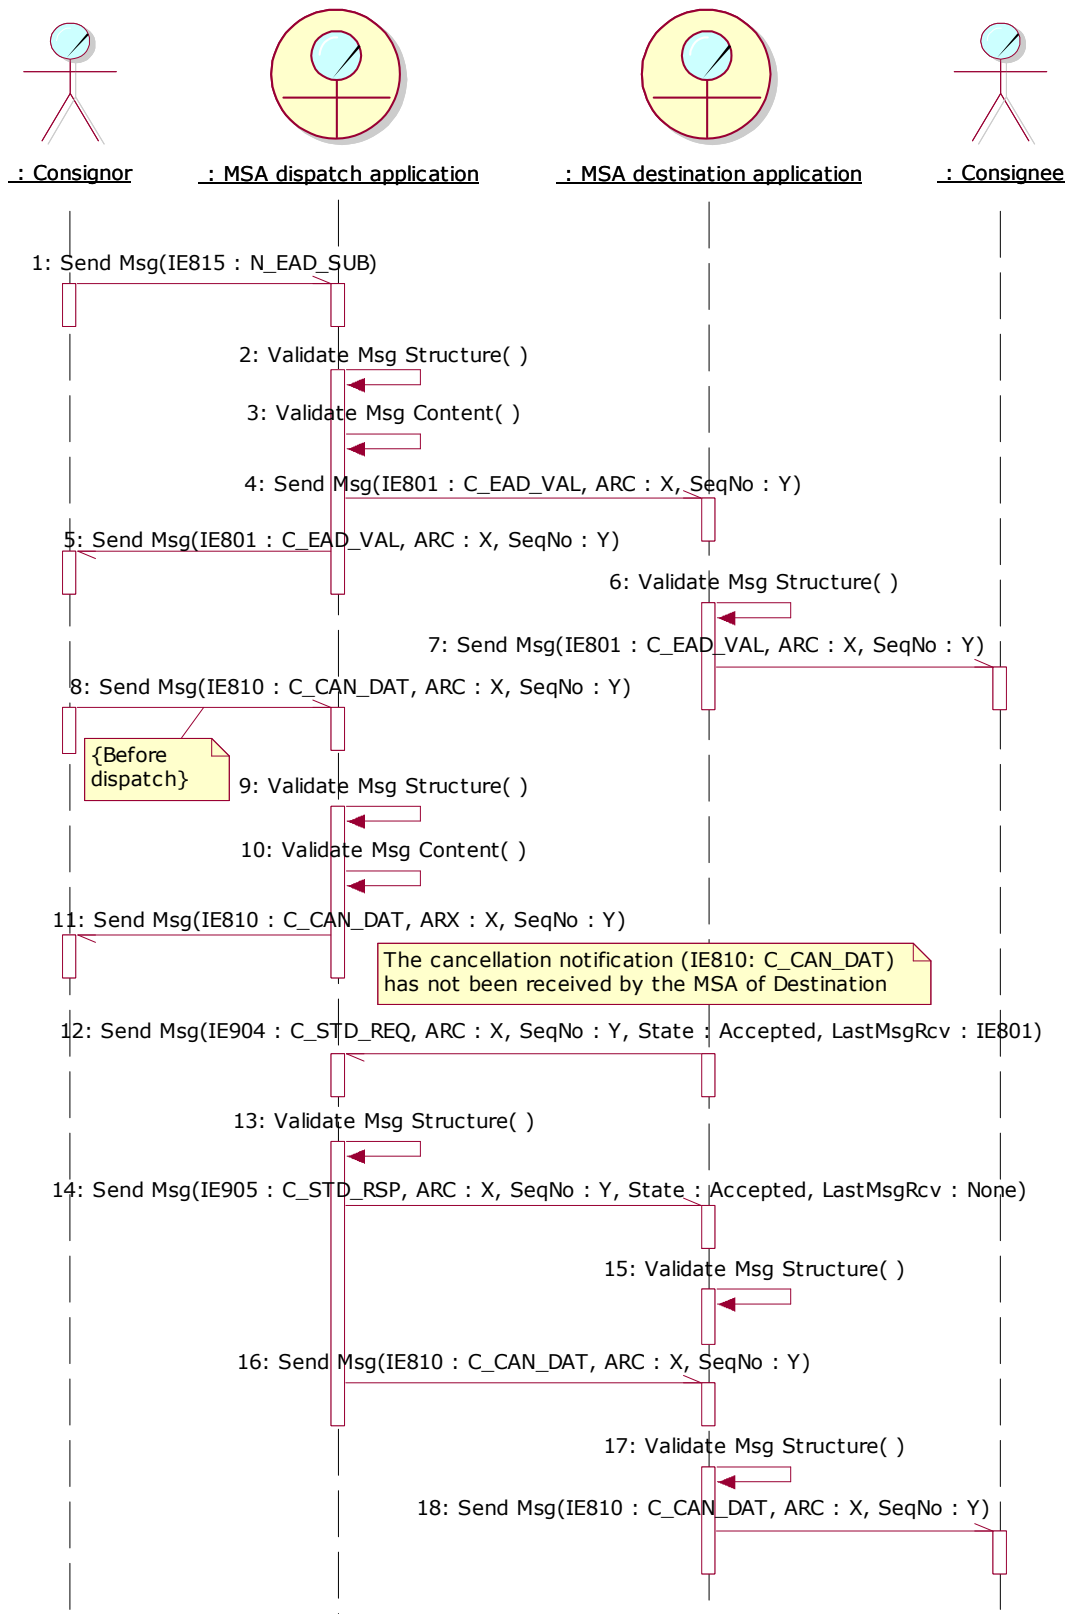 : Consignor
: MSA dispatch application
: MSA destination application
: Consignee
1: Send Msg(IE815 : N_EAD_SUB)
2: Validate Msg Structure( )
3: Validate Msg Content( )
4: Send Msg(IE801 : C_EAD_VAL, ARC : X, SeqNo : Y)
5: Send Msg(IE801 : C_EAD_VAL, ARC : X, SeqNo : Y)
6: Validate Msg Structure( )
7: Send Msg(IE801 : C_EAD_VAL, ARC : X, SeqNo : Y)
8: Send Msg(IE810 : C_CAN_DAT, ARC : X, SeqNo : Y)
{Before
dispatch}
9: Validate Msg Structure( )
10: Validate Msg Content( )
11: Send Msg(IE810 : C_CAN_DAT, ARX : X, SeqNo : Y)
The cancellation notification (IE810: C_CAN_DAT)
has not been received by the MSA of Destination
12: Send Msg(IE904 : C_STD_REQ, ARC : X, SeqNo : Y, State : Accepted, LastMsgRcv : IE801)
13: Validate Msg Structure( )
14: Send Msg(IE905 : C_STD_RSP, ARC : X, SeqNo : Y, State : Accepted, LastMsgRcv : None)
15: Validate Msg Structure( )
16: Send Msg(IE810 : C_CAN_DAT, ARC : X, SeqNo : Y)
17: Validate Msg Structure( )
18: Send Msg(IE810 : C_CAN_DAT, ARC : X, SeqNo : Y)